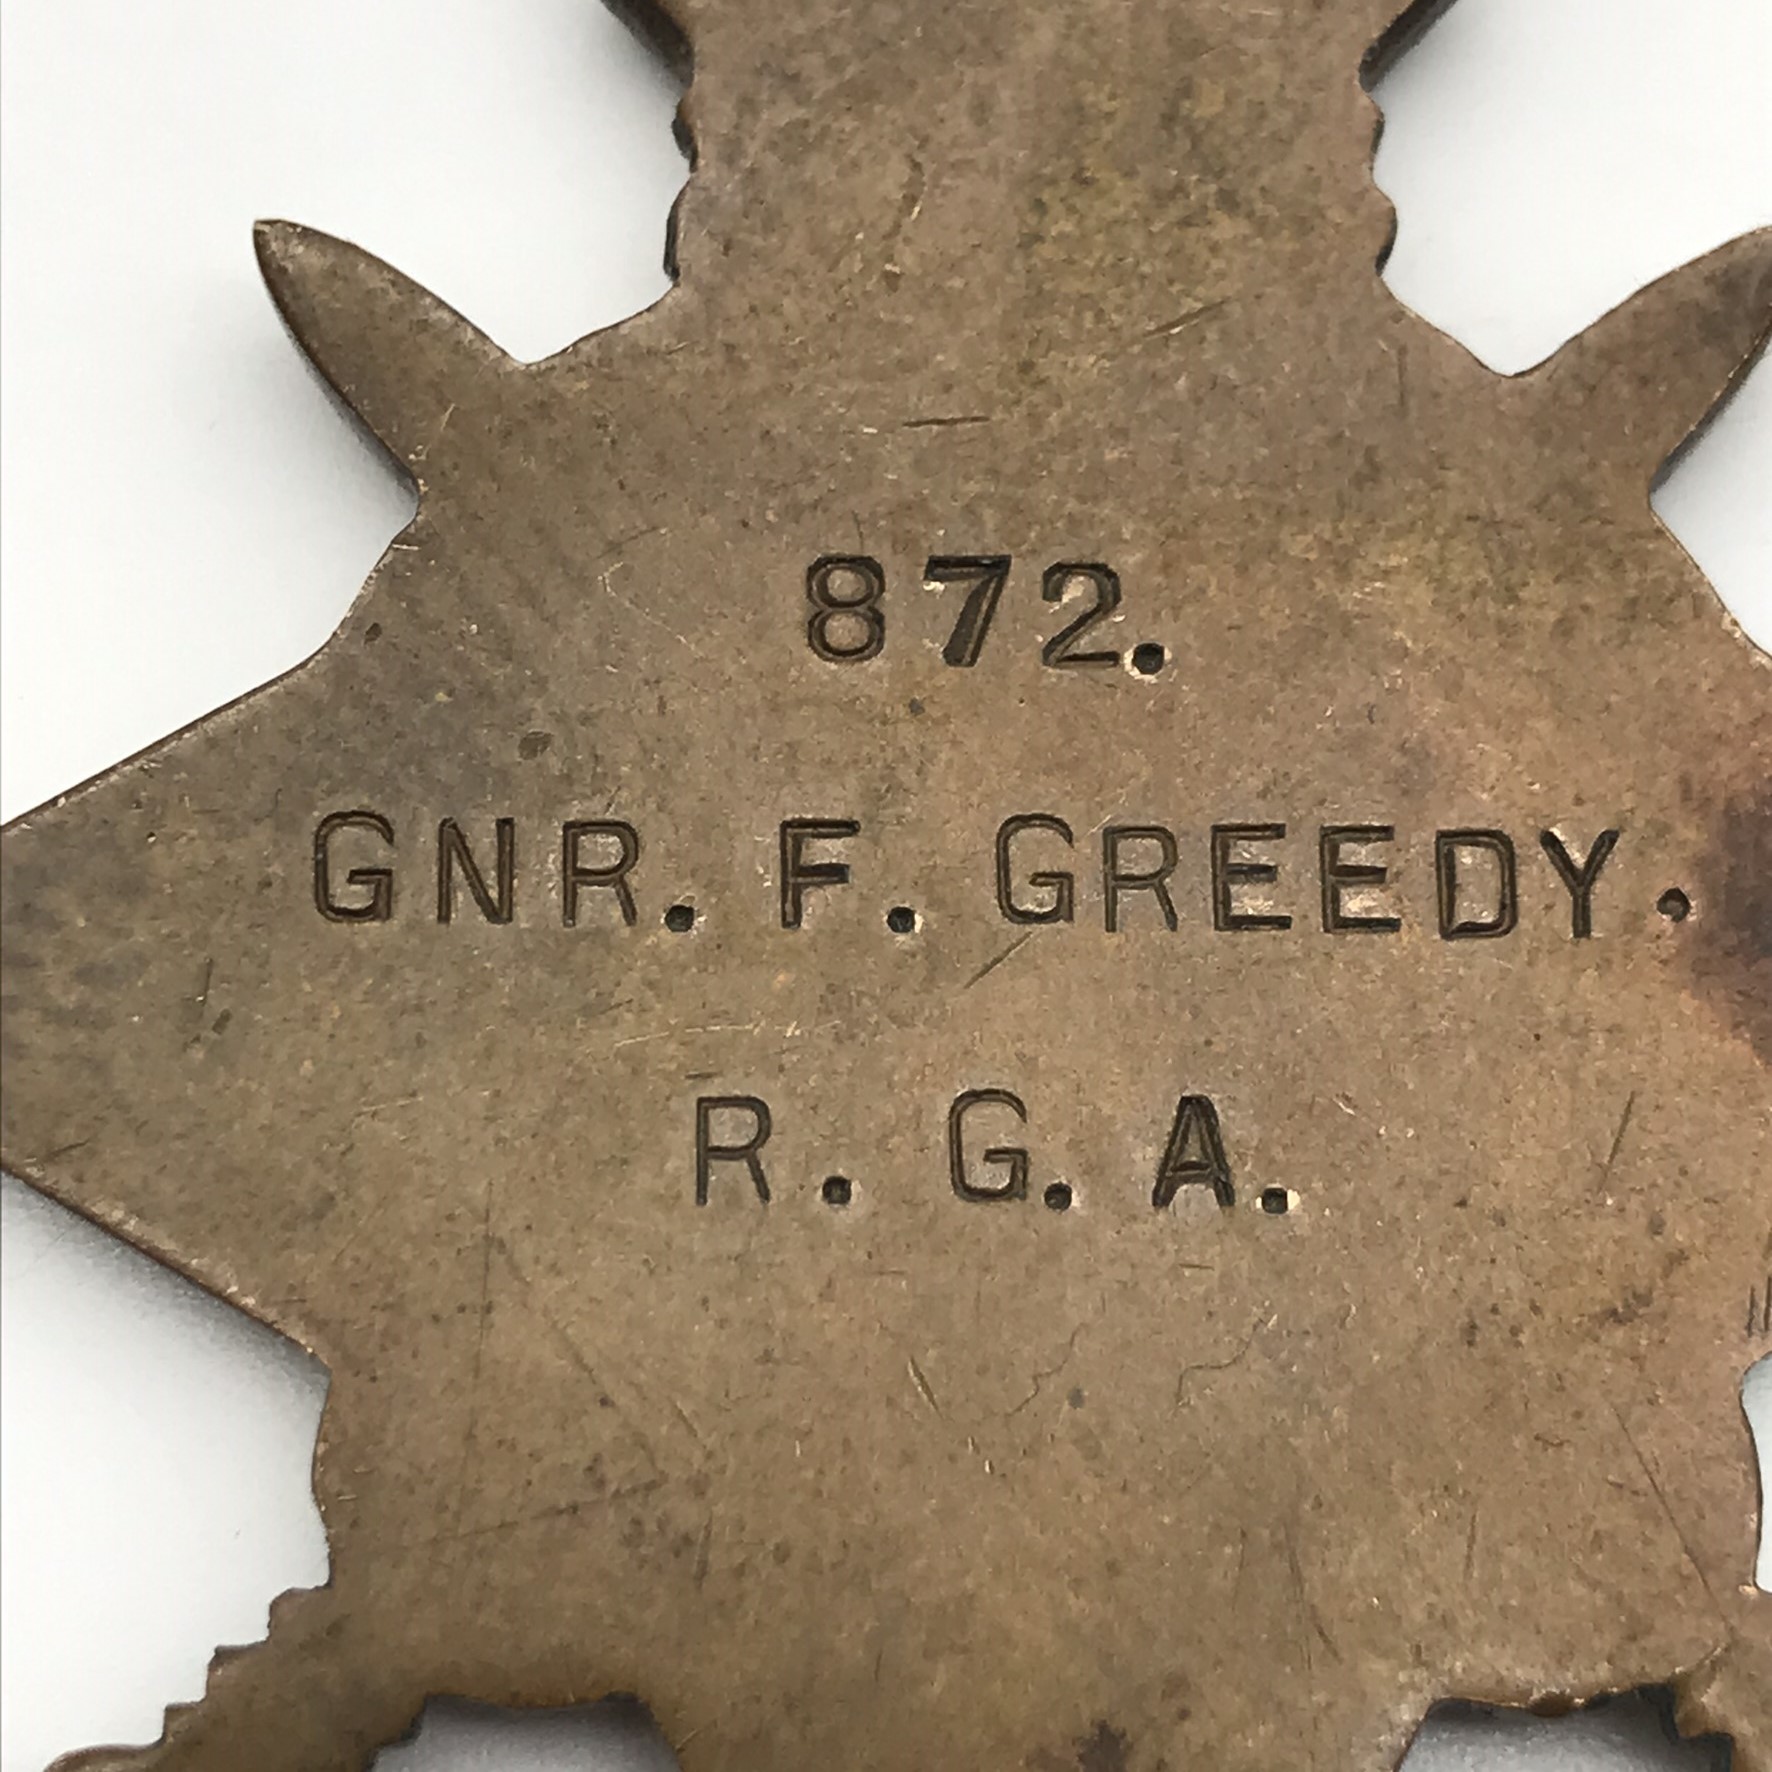 872.
GNR. F. GREEDY.
R. G. A.